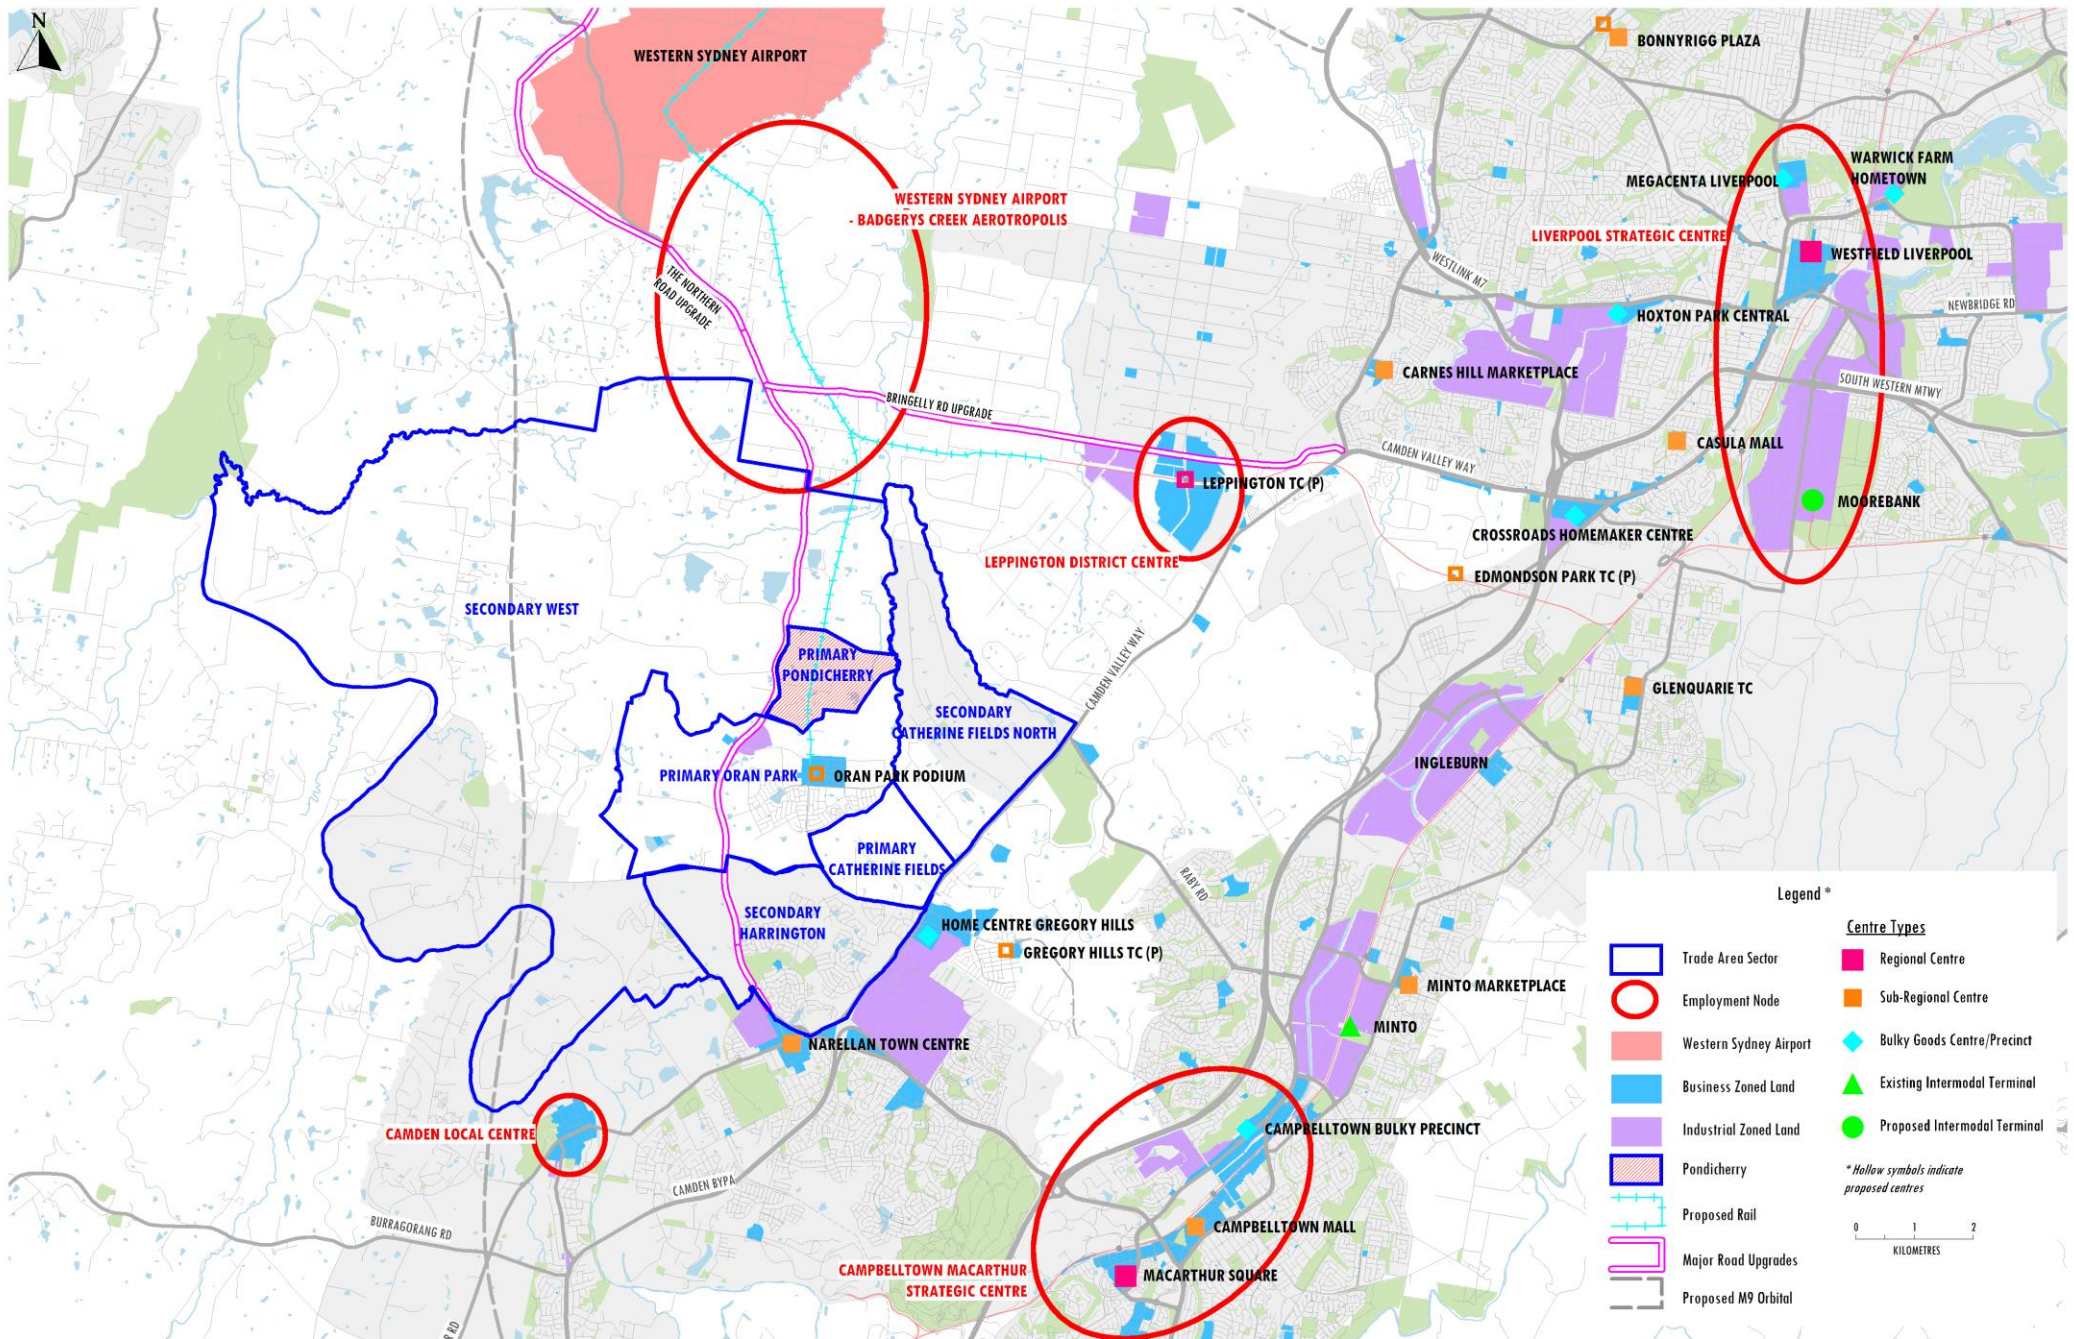 N
WESTERN SYDNEY AIRPORT
BONNYRIGG PLAZA
WARWICK FARM
HOMETOWN
MEGACENTA LIVERPOOL
WESTERN SYDNEY AIRPORT
- BADGERYS CREEK AEROTROPOLIS
LIVERPOOL STRATEGIC CENTRE
WESTFIELD LIVERPOOL
WESTLINK M7
THE NORTHERN
ROAD UPGRADE
NEWBRIDGE RD
HOXTON PARK CENTRAL
CARNES HILL MARKETPLACE
SOUTH WESTERN MTWY
BRINGELLY RD UPGRADE
CASULA MALL
CAMDEN VALLEY WAY
LEPPINGTON TC (P)
MOOREBANK
CROSSROADS HOMEMAKER CENTRE
LEPPINGTON DISTRICT CENTRE
EDMONDSON PARK TC (P)
SECONDARY WEST
CAMDEN VALLEY WAY
PRIMARY
PONDICHERRY
GLENQUARIE TC
SECONDARY
CATHERINE FIELDS NORTH
INGLEBURN
PRIMARY ORAN PARK
ORAN PARK PODIUM
PRIMARY
CATHERINE FIELDS
RABY RD
SECONDARY
HARRINGTON
HOME CENTRE GREGORY HILLS
GREGORY HILLS TC (P)
MINTO MARKETPLACE
MINTO
NARELLAN TOWN CENTRE
CAMDEN LOCAL CENTRE
CAMPBELLTOWN BULKY PRECINCT
CAMDEN BYPA
BURRAGORANG RD
CAMPBELLTOWN MALL
CAMPBELLTOWN MACARTHUR
STRATEGIC CENTRE
MACARTHUR SQUARE
Legend *
Trade Area Sector
Employment Node
Western Sydney Airport
Business Zoned Land
Industrial Zoned Land
Pondicherry
Proposed Rail
Major Road Upgrades
Proposed M9 Orbital
Centre Types
Regional Centre
Sub-Regional Centre
Bulky Goods Centre/Precinct
Existing Intermodal Terminal
Proposed Intermodal Terminal
* Hollow symbols indicate
proposed centres
0 1 2
KILOMETRES